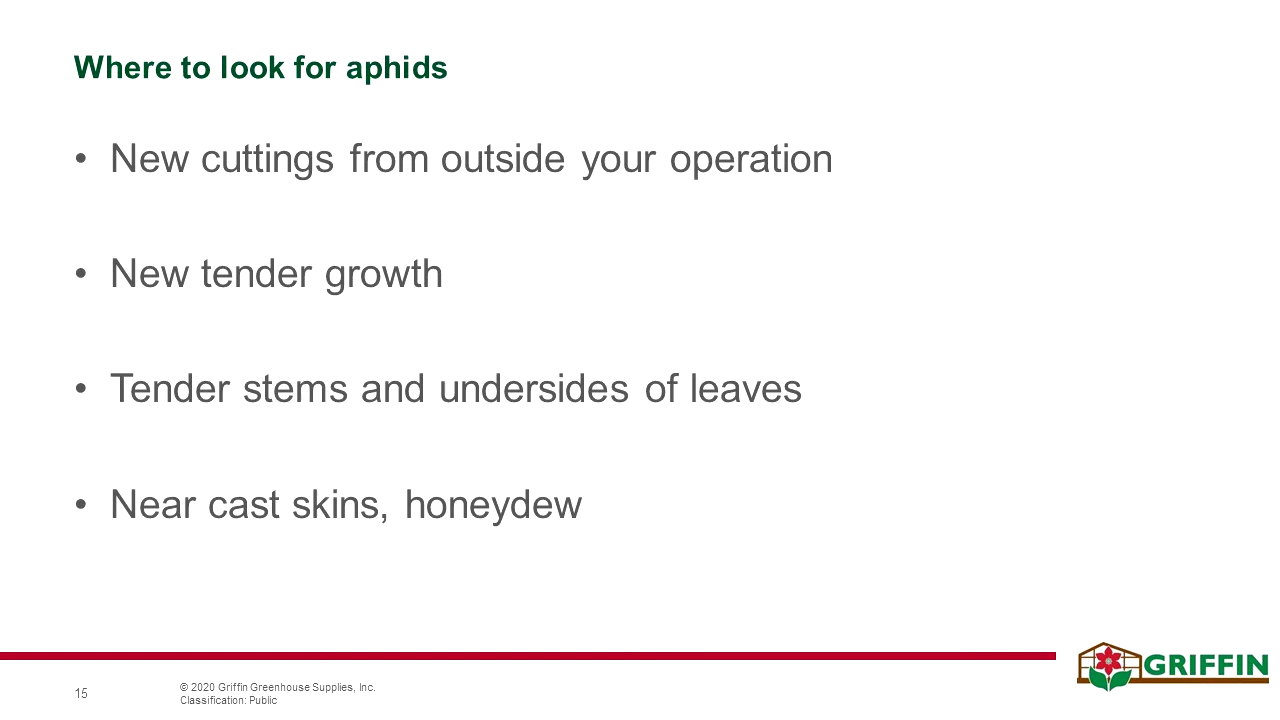 Where to look for aphids
• New cuttings from outside your operation
• New tender growth
• Tender stems and undersides of leaves
• Near cast skins, honeydew
GRIFFIN
15
© 2020 Griffin Greenhouse Supplies, Inc.
Classification: Public